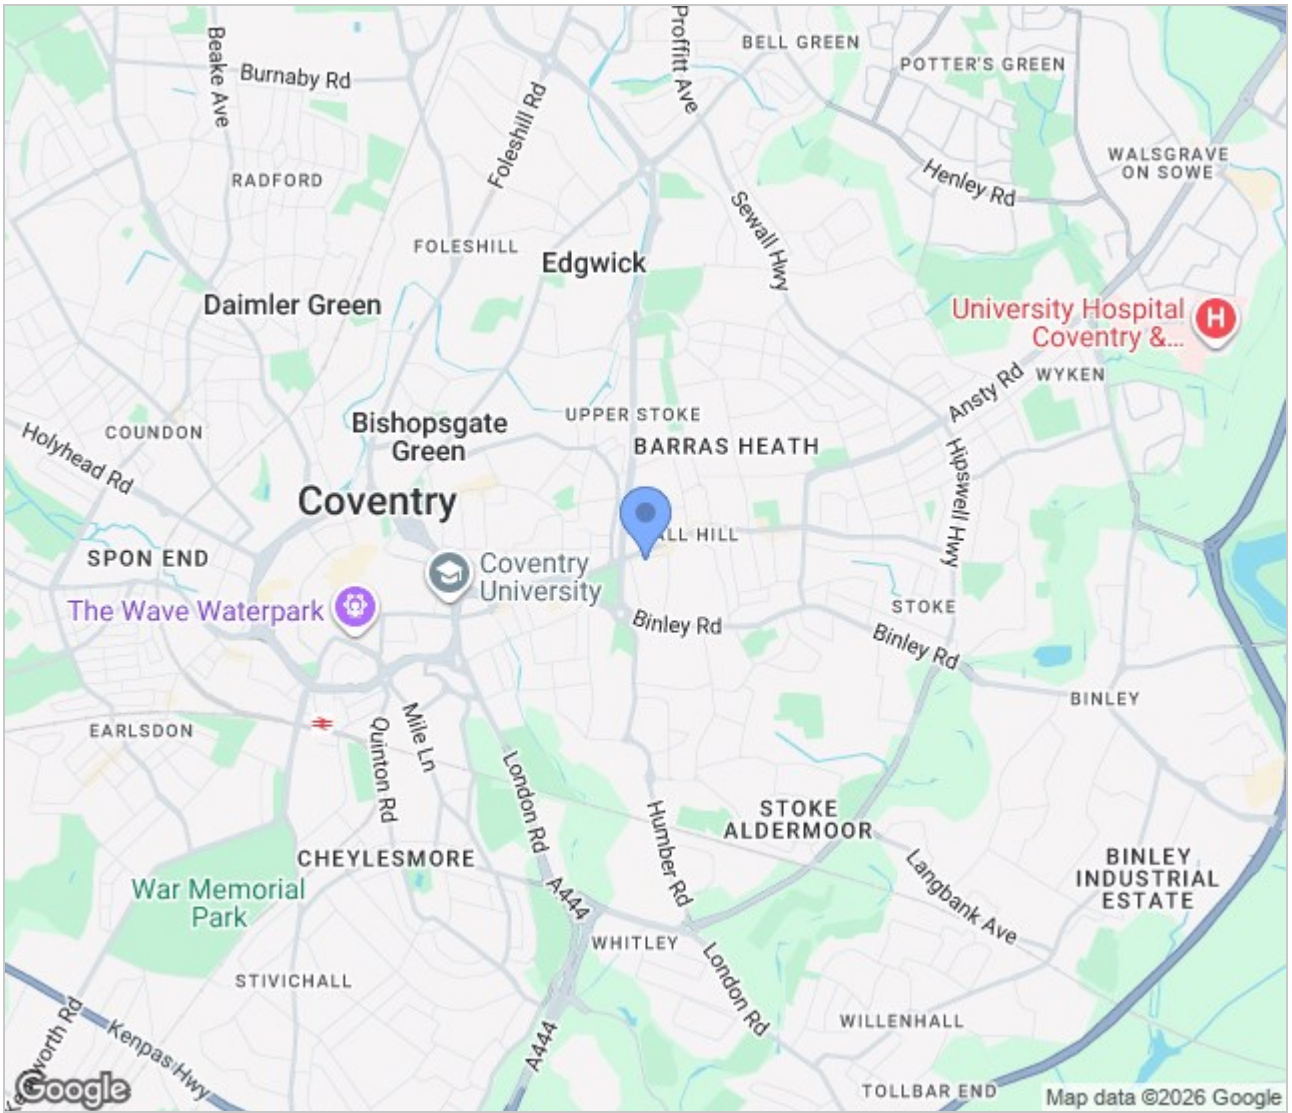 Proffitt Ave
BELL GREEN
Beake Ave
Burnaby Rd
POTTER'S GREEN
Foleshill Rd
WALSGRAVE
ON SOWE
RADFORD
Henley Rd
Sewall Hwy
FOLESHILL
Edgwick
Daimler Green
University Hospital
Coventry &...
H
WYKEN
Ansty Rd
UPPER STOKE
Bishopsgate
Green
COUNDON
Holyhead Rd
BARRAS HEATH
Hipswell Hwy
Coventry
ALL HILL
SPON END
Coventry
University
The Wave Waterpark
STOKE
Binley Rd
Binley Rd
BINLEY
EARLSDON
Mile Ln
Quinton Rd
London Rd
STOKE
ALDERMOOR
Humber Rd
CHEYLESMORE
BINLEY
INDUSTRIAL
ESTATE
War Memorial
Park
A444
Langbank Ave
WHITLEY
STIVICHALL
London Rd
WILLENHALL
Kenpas Hwy
A444
TOLLBAR END
Google
Map data ©2026 Google